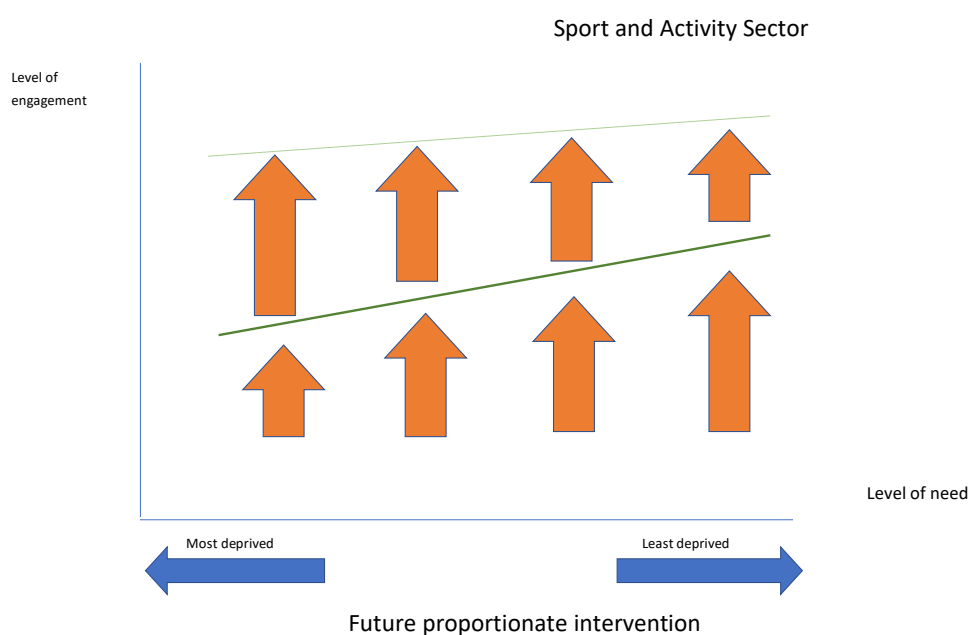 Sport and Activity Sector
Level of
engagement
Level of need
Most deprived
Least deprived
Future proportionate intervention